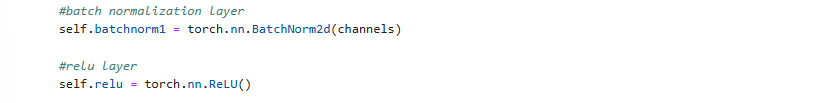 #batch normalization layer
self.batchnorm1 = torch.nn.BatchNorm2d(channels)
#relu layer
self.relu = torch.nn.ReLU()